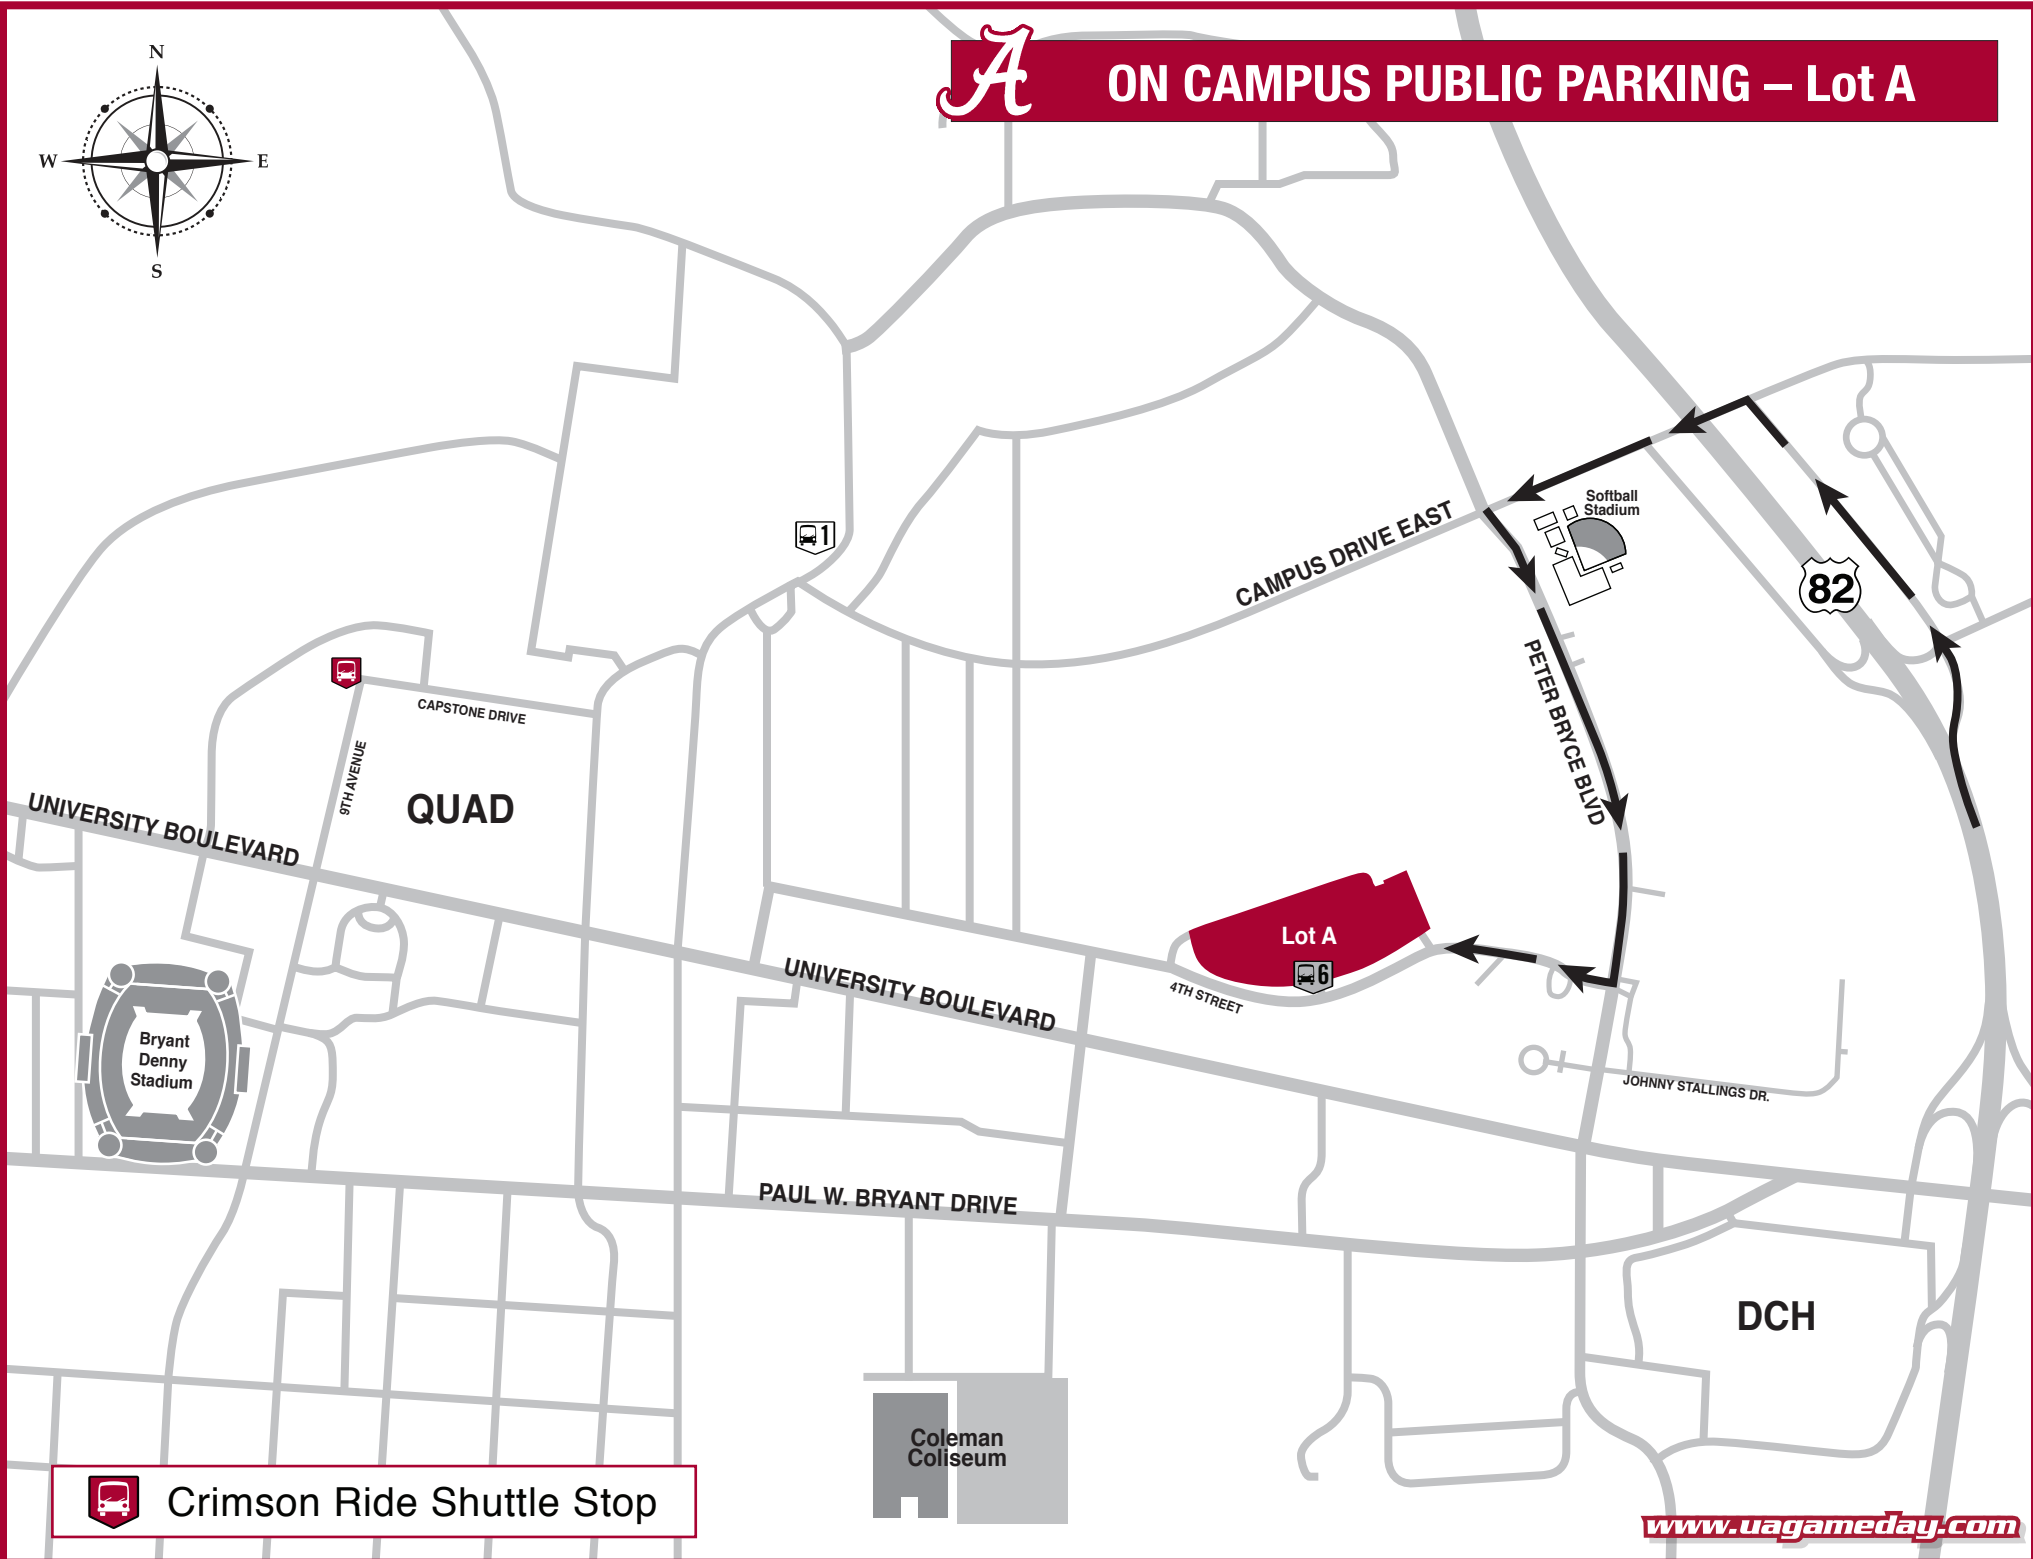 N
W
E
S
A
ON CAMPUS PUBLIC PARKING – Lot A
Softball
Stadium
1
CAMPUS DRIVE EAST
82
PETER BRYCE BLVD
CAPSTONE DRIVE
9TH AVENUE
QUAD
UNIVERSITY BOULEVARD
Lot A
6
4TH STREET
UNIVERSITY BOULEVARD
Bryant
Denny
Stadium
JOHNNY STALLINGS DR.
PAUL W. BRYANT DRIVE
DCH
Coleman
Coliseum
Crimson Ride Shuttle Stop
www.uagameday.com